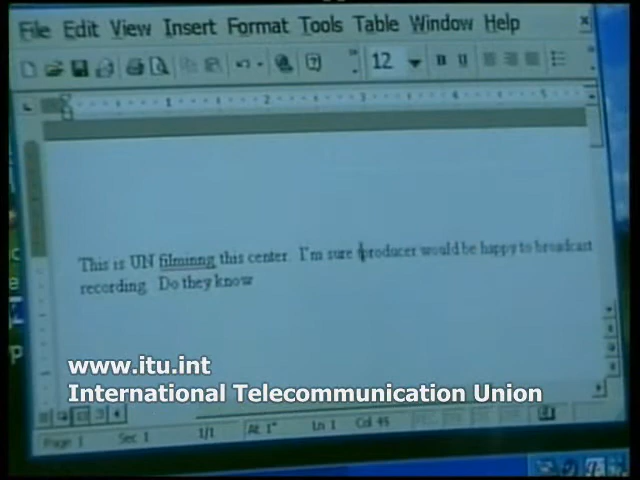 File Edit View Insert Format Tools Table Window Help
12
This is UN filminng this center. I'm sure producer would be happy to broadcast
recording. Do they know
www.itu.int
International Telecommunication Union
Page 1 Sec 1 1/1 At 1" Ln 1 Col 45